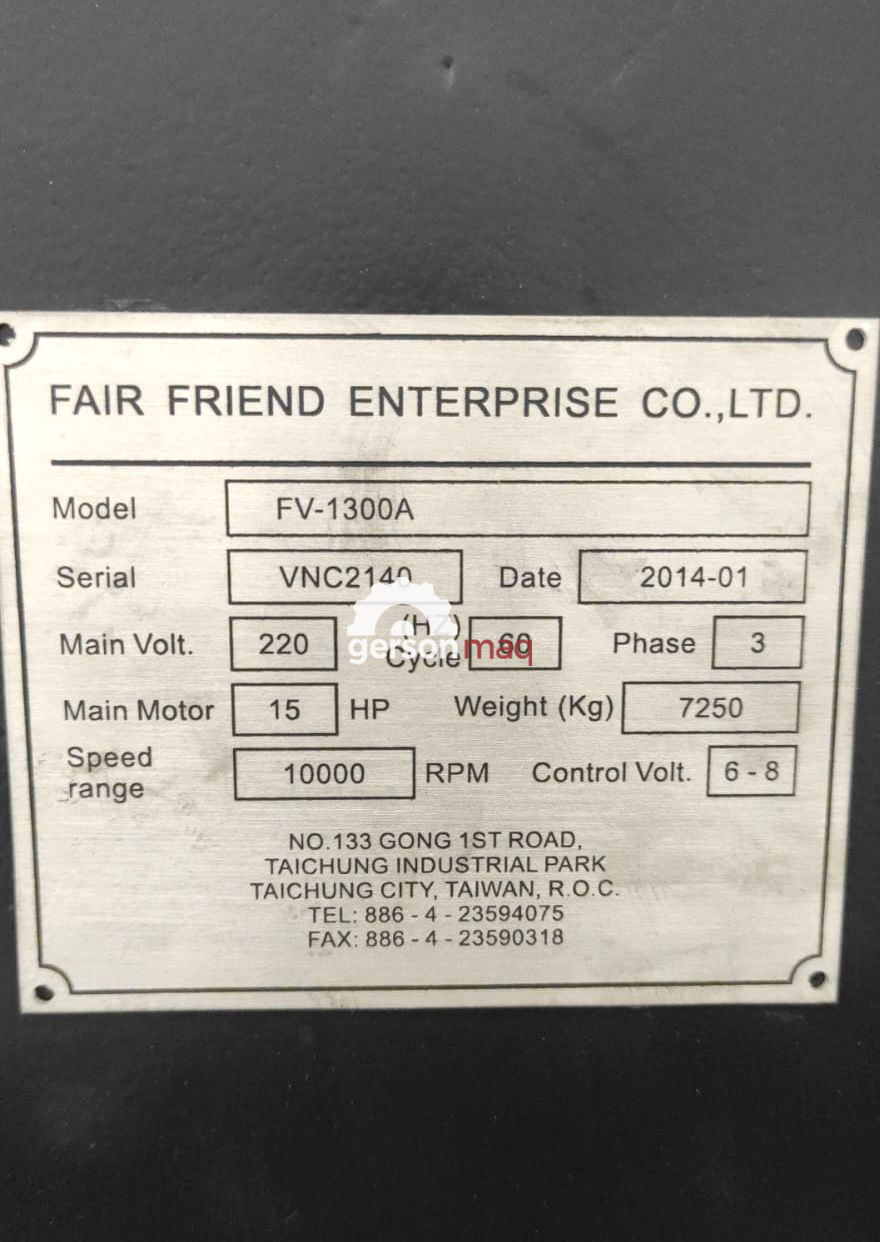 FAIR FRIEND ENTERPRISE CO.,LTD.
Model FV-1300A
Serial VNC2140 Date 2014-01
Main Volt. 220 (HZ) Cycle 60 Phase 3
gersonmaq
Main Motor 15 HP Weight (Kg) 7250
Speed range 10000 RPM Control Volt. 6 - 8
NO.133 GONG 1ST ROAD,
TAICHUNG INDUSTRIAL PARK
TAICHUNG CITY, TAIWAN, R.O.C.
TEL: 886 - 4 - 23594075
FAX: 886 - 4 - 23590318